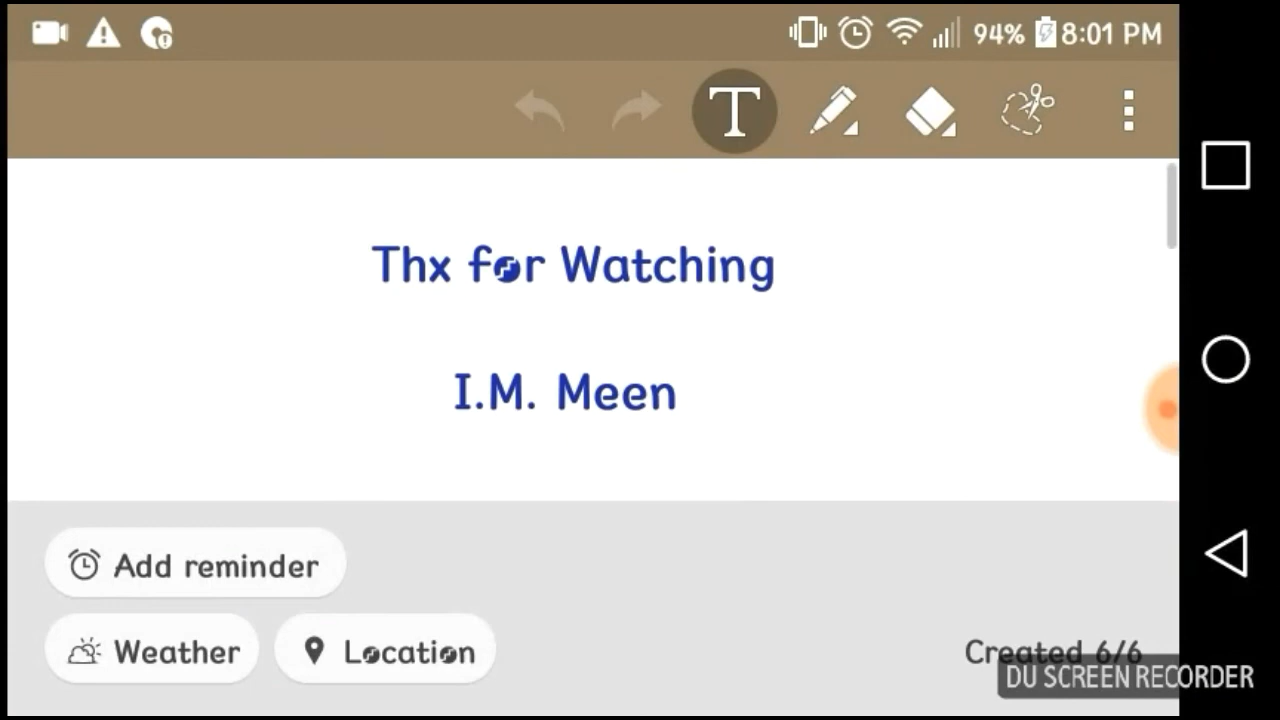 94% 8:01 PM
T
Thx for Watching
I.M. Meen
Add reminder
Weather Location
Created 6/6
DU SCREEN RECORDER